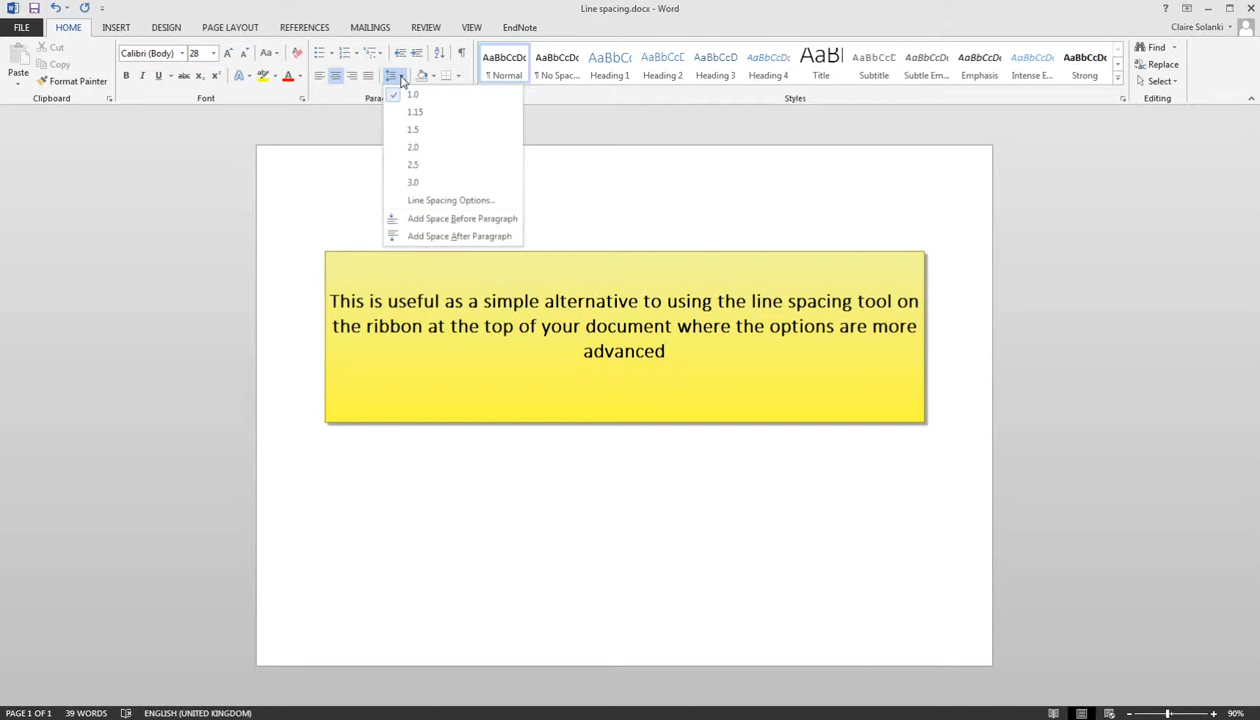 Line spacing.docx - Word
FILE HOME INSERT DESIGN PAGE LAYOUT REFERENCES MAILINGS REVIEW VIEW EndNote
Claire Solanki
Paste
Cut
Copy
Format Painter
Clipboard
Calibri (Body) 28
Font
AaBbCcDc AaBbCcDc AaBbC( AaBbCcC AaBbCcD AaBbCcDc AaBl AaBbCcD AaBbCcDc AaBbCcDc AaBbCcDc AaBbCcDc
¶ Normal ¶ No Spac... Heading 1 Heading 2 Heading 3 Heading 4 Title Subtitle Subtle Em... Emphasis Intense E... Strong
Styles
Find
Replace
Select
Editing
1.0
1.15
1.5
2.0
2.5
3.0
Line Spacing Options...
Add Space Before Paragraph
Add Space After Paragraph
This is useful as a simple alternative to using the line spacing tool on
the ribbon at the top of your document where the options are more
advanced
PAGE 1 OF 1 39 WORDS ENGLISH (UNITED KINGDOM) 90%